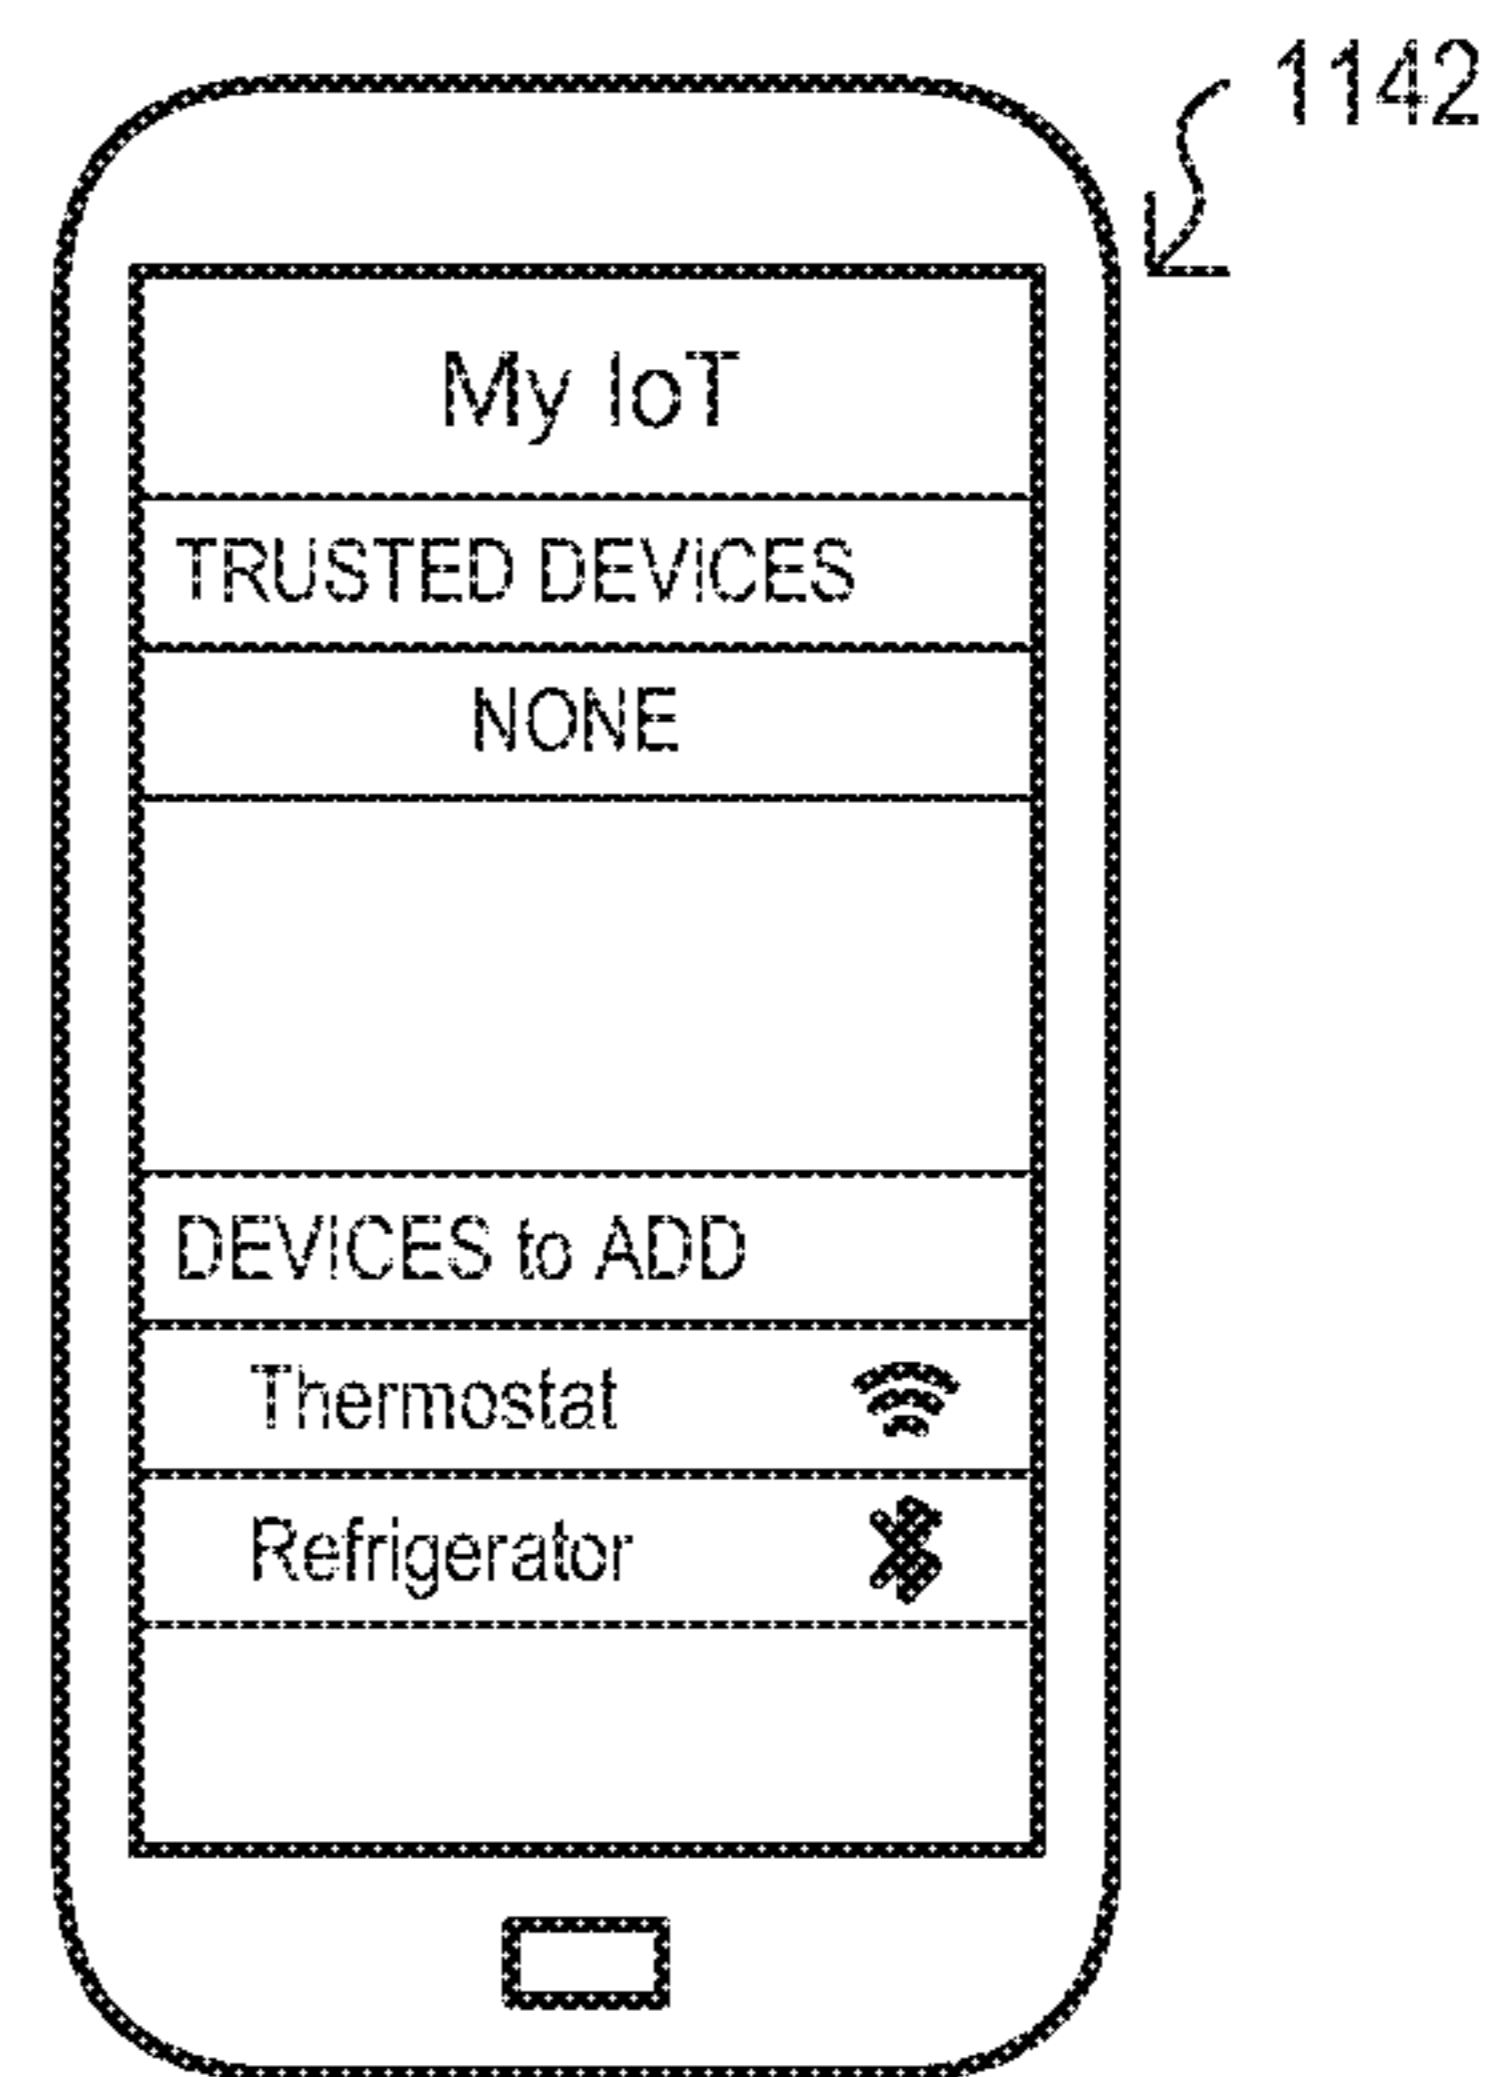 1142
My IoT
TRUSTED DEVICES
NONE
DEVICES to ADD
Thermostat
Refrigerator